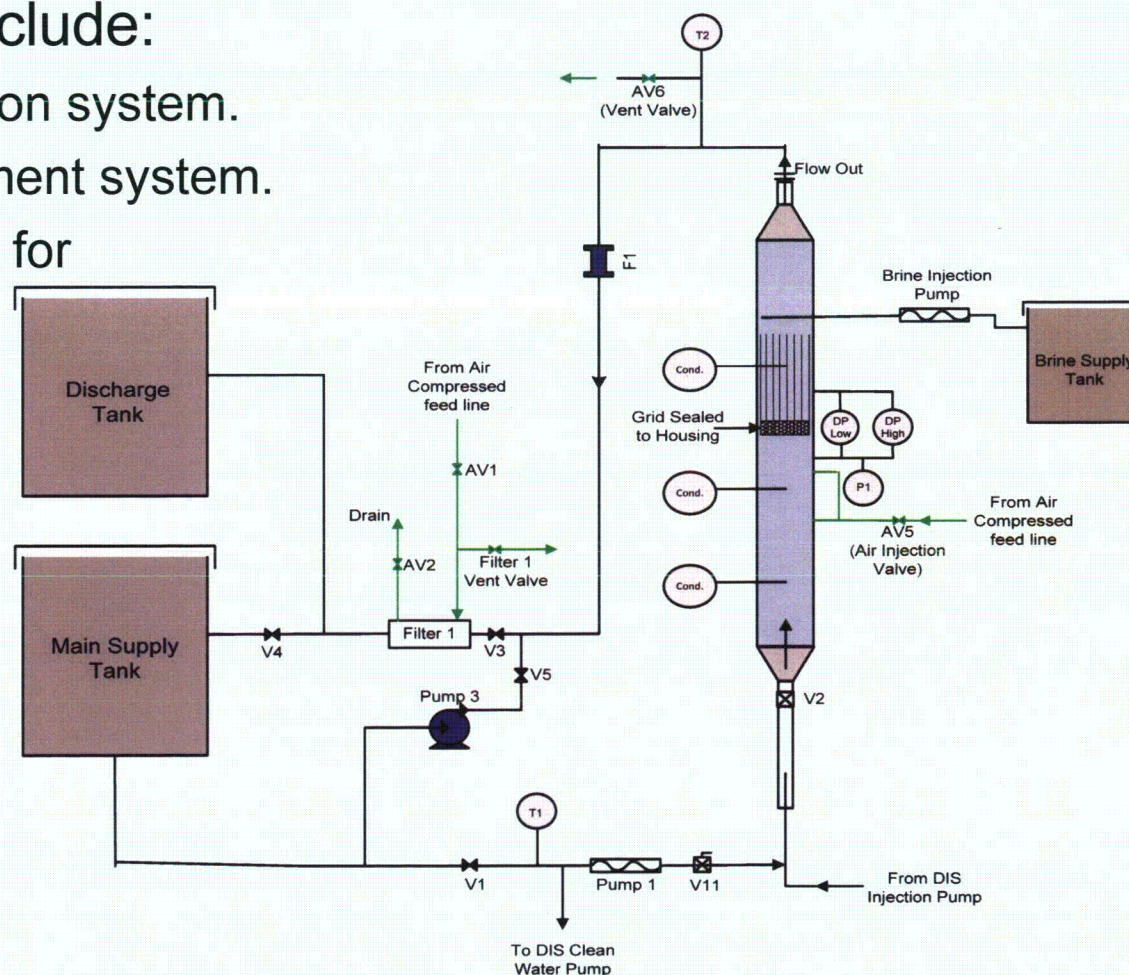 clude:
on system.
nent system.
for
T2
AV6
(Vent Valve)
Flow Out
F1
Brine Injection
Pump
Brine Supply
Tank
Discharge
Tank
From Air
Compressed
feed line
Cond.
Grid Sealed
to Housing
DP
Low
DP
High
P1
AV1
Drain
Cond.
From Air
Compressed
feed line
AV5
(Air Injection
Valve)
AV2
Filter 1
Vent Valve
Cond.
Main Supply
Tank
V4
Filter 1
V3
V5
Pump 3
V2
T1
V1
Pump 1
V11
From DIS
Injection Pump
To DIS Clean
Water Pump